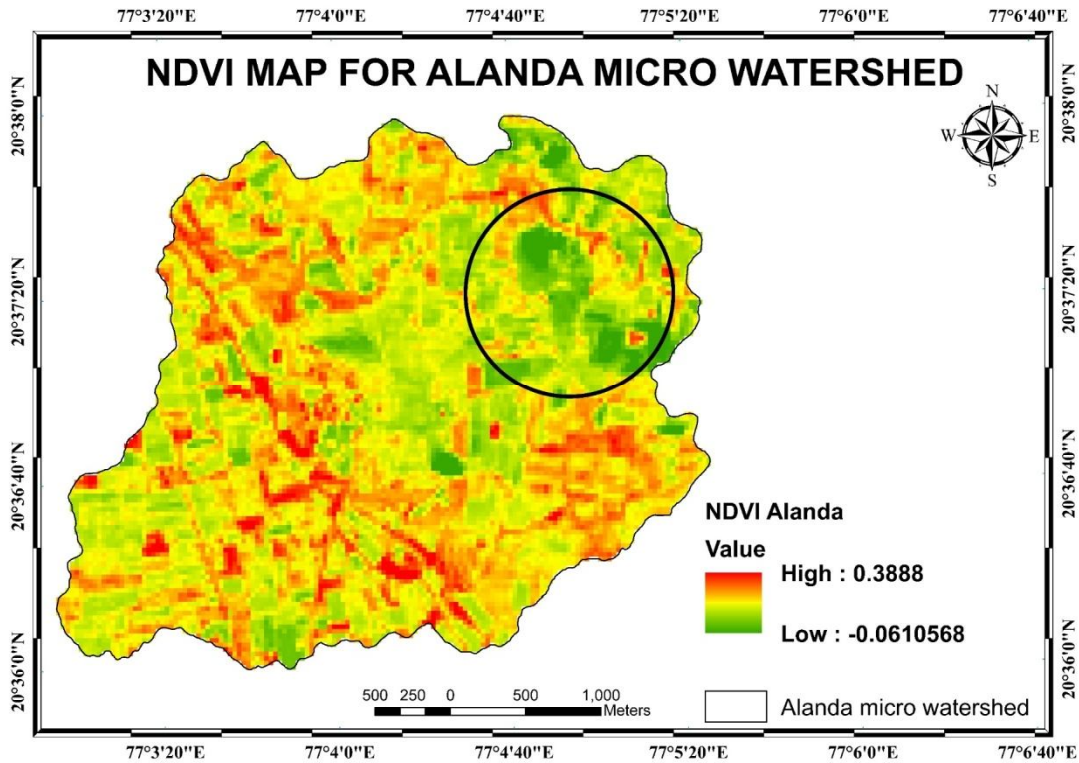 77°3'20"E 77°4'0"E 77°4'40"E 77°5'20"E 77°6'0"E 77°6'40"E
NDVI MAP FOR ALANDA MICRO WATERSHED
N
W E
S
20°38'0"N 20°38'0"N
20°37'20"N 20°37'20"N
20°36'40"N 20°36'40"N
20°36'0"N 20°36'0"N
NDVI Alanda
Value
High : 0.3888
Low : -0.0610568
500 250 0 500 1,000
Meters
Alanda micro watershed
77°3'20"E 77°4'0"E 77°4'40"E 77°5'20"E 77°6'0"E 77°6'40"E